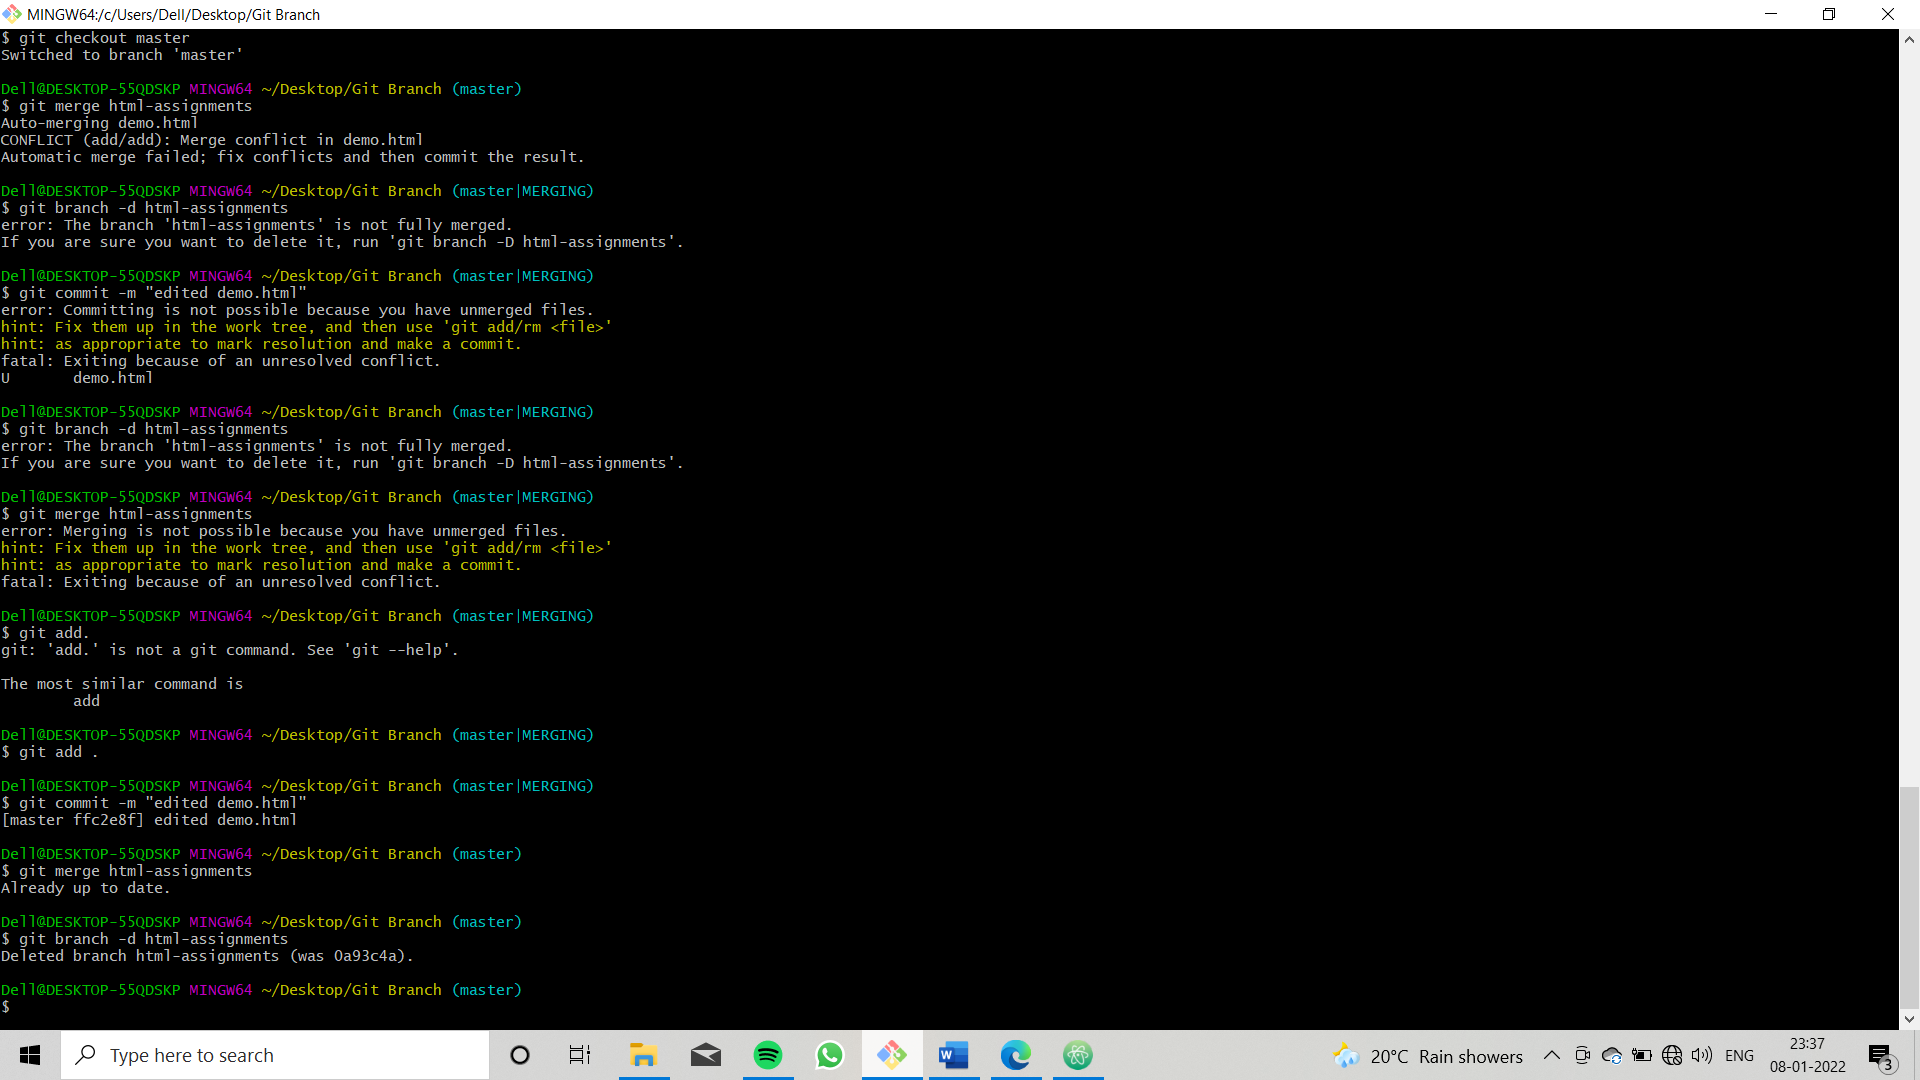 MINGW64:/c/Users/Dell/Desktop/Git Branch
$ git checkout master
Switched to branch 'master'
Dell@DESKTOP-55QDSKP MINGW64 ~/Desktop/Git Branch (master)
$ git merge html-assignments
Auto-merging demo.html
CONFLICT (add/add): Merge conflict in demo.html
Automatic merge failed; fix conflicts and then commit the result.
Dell@DESKTOP-55QDSKP MINGW64 ~/Desktop/Git Branch (master|MERGING)
$ git branch -d html-assignments
error: The branch 'html-assignments' is not fully merged.
If you are sure you want to delete it, run 'git branch -D html-assignments'.
Dell@DESKTOP-55QDSKP MINGW64 ~/Desktop/Git Branch (master|MERGING)
$ git commit -m "edited demo.html"
error: Committing is not possible because you have unmerged files.
hint: Fix them up in the work tree, and then use 'git add/rm <file>'
hint: as appropriate to mark resolution and make a commit.
fatal: Exiting because of an unresolved conflict.
U       demo.html
Dell@DESKTOP-55QDSKP MINGW64 ~/Desktop/Git Branch (master|MERGING)
$ git branch -d html-assignments
error: The branch 'html-assignments' is not fully merged.
If you are sure you want to delete it, run 'git branch -D html-assignments'.
Dell@DESKTOP-55QDSKP MINGW64 ~/Desktop/Git Branch (master|MERGING)
$ git merge html-assignments
error: Merging is not possible because you have unmerged files.
hint: Fix them up in the work tree, and then use 'git add/rm <file>'
hint: as appropriate to mark resolution and make a commit.
fatal: Exiting because of an unresolved conflict.
Dell@DESKTOP-55QDSKP MINGW64 ~/Desktop/Git Branch (master|MERGING)
$ git add.
git: 'add.' is not a git command. See 'git --help'.
The most similar command is
        add
Dell@DESKTOP-55QDSKP MINGW64 ~/Desktop/Git Branch (master|MERGING)
$ git add .
Dell@DESKTOP-55QDSKP MINGW64 ~/Desktop/Git Branch (master|MERGING)
$ git commit -m "edited demo.html"
[master ffc2e8f] edited demo.html
Dell@DESKTOP-55QDSKP MINGW64 ~/Desktop/Git Branch (master)
$ git merge html-assignments
Already up to date.
Dell@DESKTOP-55QDSKP MINGW64 ~/Desktop/Git Branch (master)
$ git branch -d html-assignments
Deleted branch html-assignments (was 0a93c4a).
Dell@DESKTOP-55QDSKP MINGW64 ~/Desktop/Git Branch (master)
$
Type here to search
20°C Rain showers
ENG
23:37
08-01-2022
3